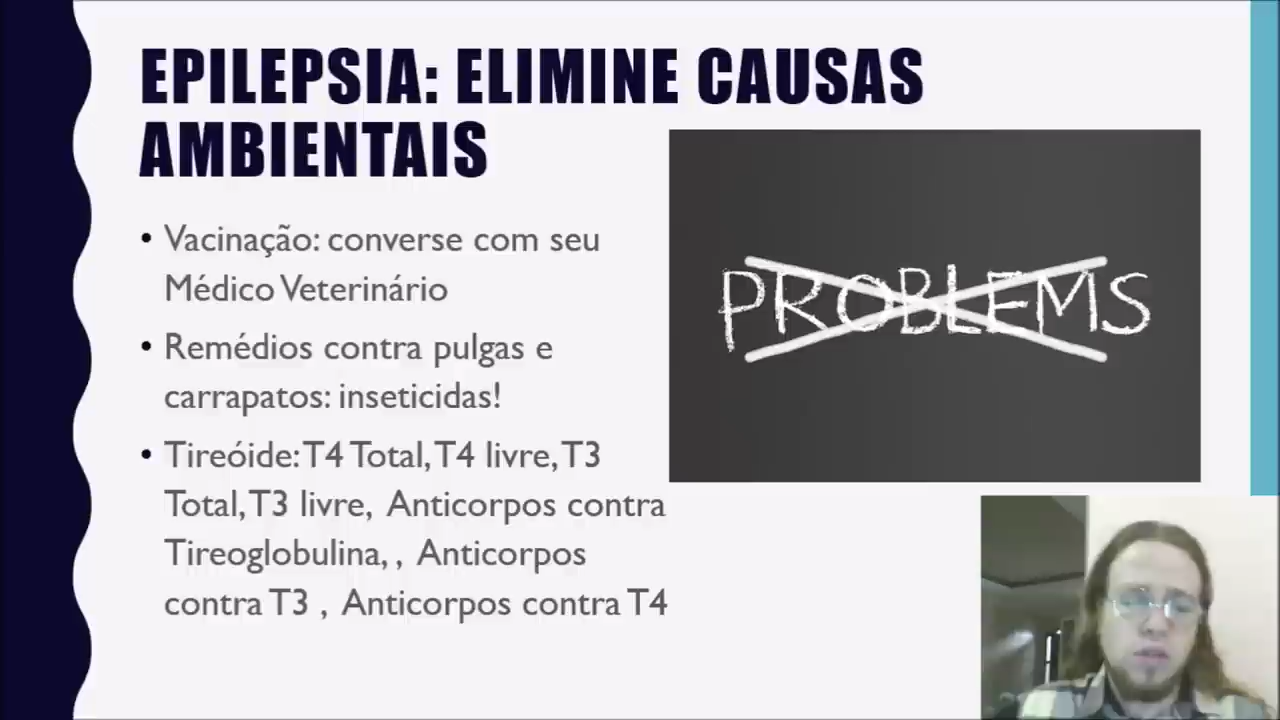 EPILEPSIA: ELIMINE CAUSAS
AMBIENTAIS
• Vacinação: converse com seu
Médico Veterinário
• Remédios contra pulgas e
carrapatos: inseticidas!
• Tireóide: T4 Total, T4 livre, T3
Total, T3 livre, Anticorpos contra
Tireoglobulina, , Anticorpos
contra T3 , Anticorpos contra T4
PROBLEMS